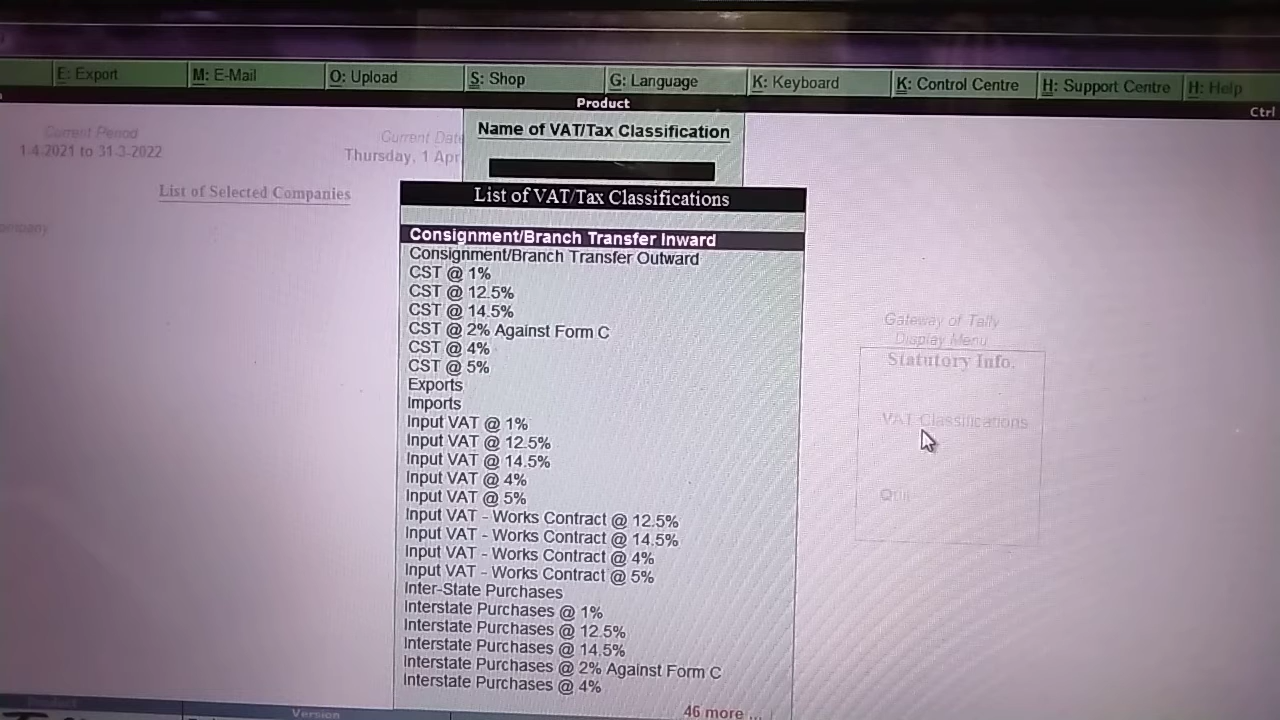 E: Export M: E-Mail O: Upload S: Shop G: Language K: Keyboard K: Control Centre H: Support Centre H: Help
Product
Ctrl
Current Period
1-4-2021 to 31-3-2022
Current Date
Thursday, 1 Apr
List of Selected Companies
Name of VAT/Tax Classification
List of VAT/Tax Classifications
Consignment/Branch Transfer Inward
Consignment/Branch Transfer Outward
CST @ 1%
CST @ 12.5%
CST @ 14.5%
CST @ 2% Against Form C
CST @ 4%
CST @ 5%
Exports
Imports
Input VAT @ 1%
Input VAT @ 12.5%
Input VAT @ 14.5%
Input VAT @ 4%
Input VAT @ 5%
Input VAT - Works Contract @ 12.5%
Input VAT - Works Contract @ 14.5%
Input VAT - Works Contract @ 4%
Input VAT - Works Contract @ 5%
Inter-State Purchases
Interstate Purchases @ 1%
Interstate Purchases @ 12.5%
Interstate Purchases @ 14.5%
Interstate Purchases @ 2% Against Form C
Interstate Purchases @ 4%
46 more ...
Gateway of Tally
Display Menu
Statutory Info.
VAT Classifications
Quit
Version